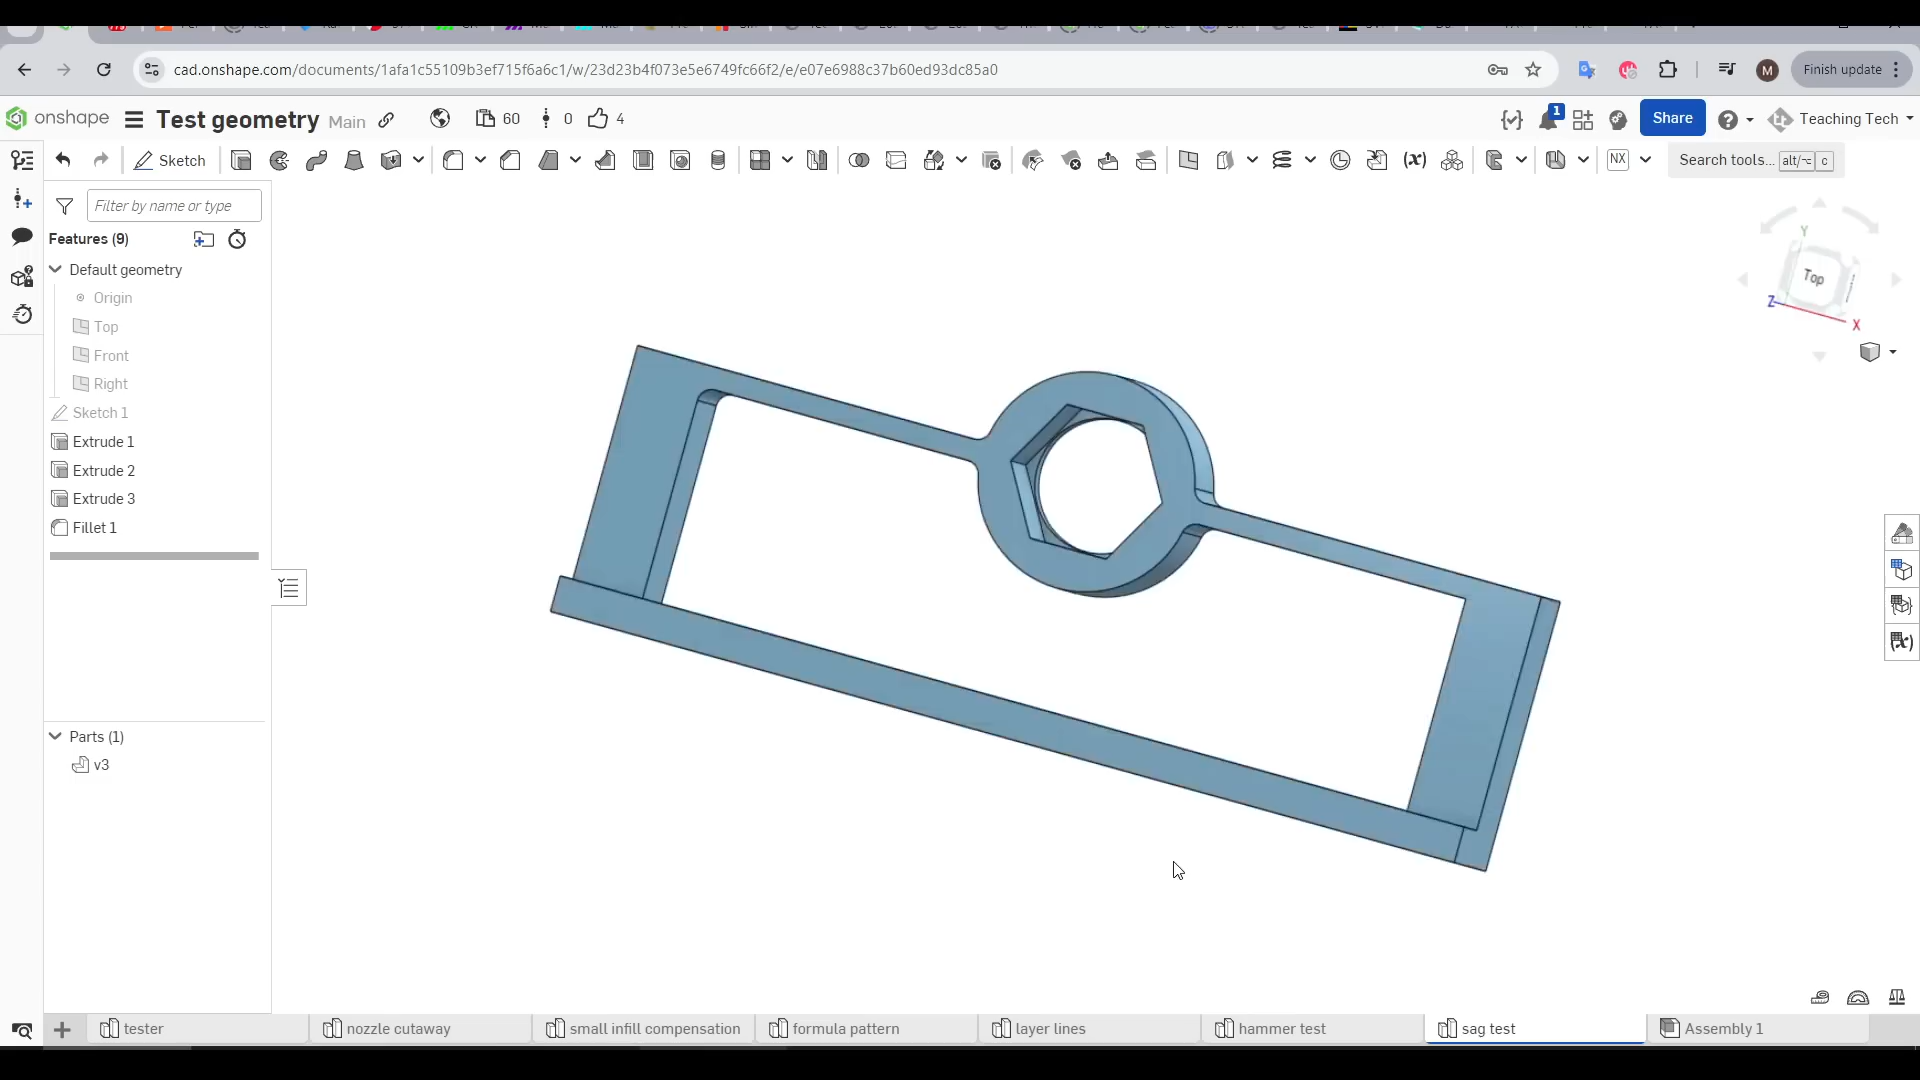 cad.onshape.com/documents/1afa1c55109b3ef715f6a6c1/w/23d23b4f073e5e6749fc66f2/e/e07e6988c37b60ed93dc85a0
M
Finish update
onshape
Test geometry Main
60
0
4
1
Share
Teaching Tech
Sketch
(x)
NX
Search tools... alt/⌥ c
Filter by name or type
Features (9)
Default geometry
Origin
Top
Front
Right
Sketch 1
Extrude 1
Extrude 2
Extrude 3
Fillet 1
Parts (1)
v3
Y
Top
Z
X
(x)
tester
nozzle cutaway
small infill compensation
formula pattern
layer lines
hammer test
sag test
Assembly 1